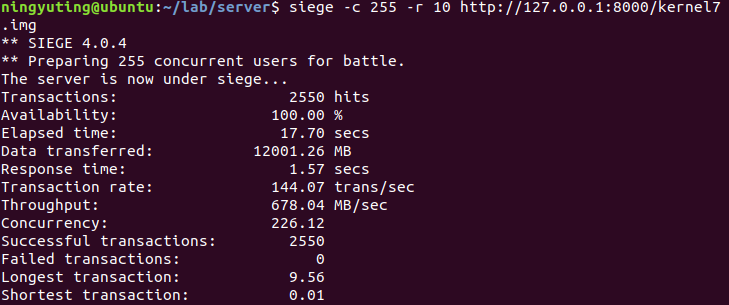 ningyuting@ubuntu:~/lab/server$ siege -c 255 -r 10 http://127.0.0.1:8000/kernel7
.img
** SIEGE 4.0.4
** Preparing 255 concurrent users for battle.
The server is now under siege...
Transactions: 2550 hits
Availability: 100.00 %
Elapsed time: 17.70 secs
Data transferred: 12001.26 MB
Response time: 1.57 secs
Transaction rate: 144.07 trans/sec
Throughput: 678.04 MB/sec
Concurrency: 226.12
Successful transactions: 2550
Failed transactions: 0
Longest transaction: 9.56
Shortest transaction: 0.01